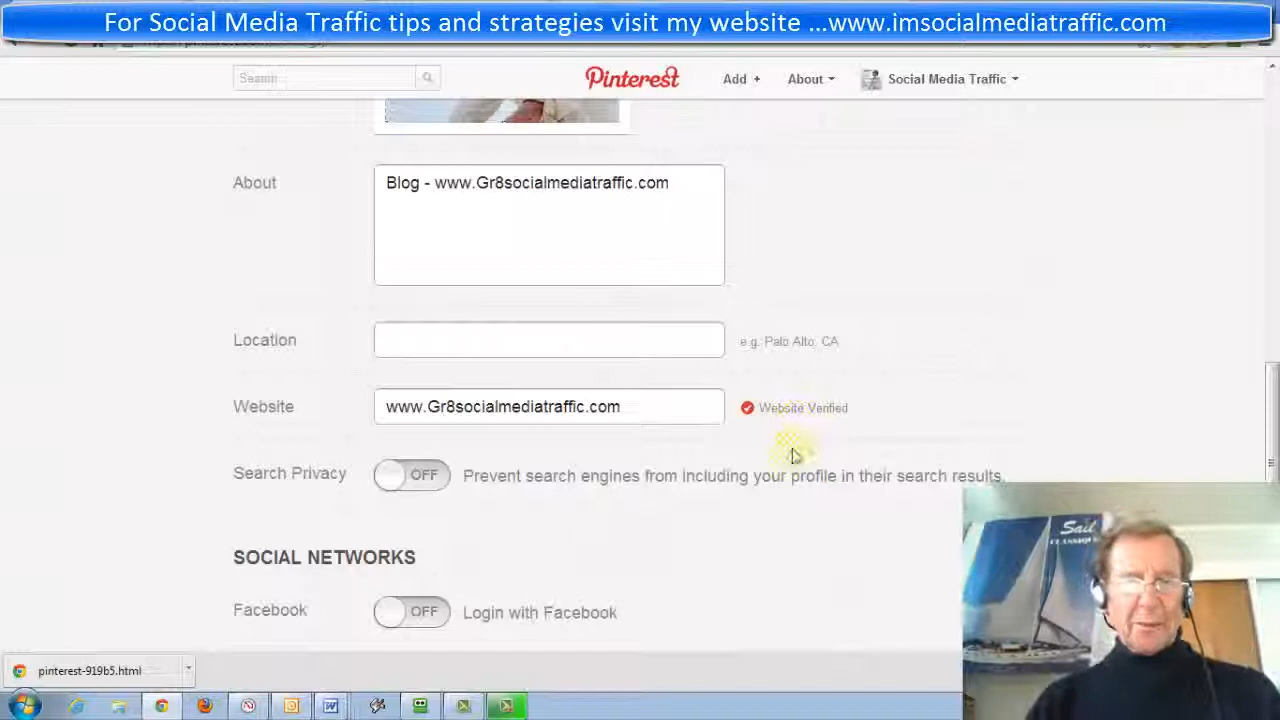 For Social Media Traffic tips and strategies visit my website ...www.imsocialmediatraffic.com
Search
Pinterest
Add +
About
Social Media Traffic
About
Blog - www.Gr8socialmediatraffic.com
Location
e.g. Palo Alto, CA
Website
www.Gr8socialmediatraffic.com
Website Verified
Search Privacy
OFF
Prevent search engines from including your profile in their search results.
Sail
SOCIAL NETWORKS
Facebook
OFF
Login with Facebook
pinterest-919b5.html